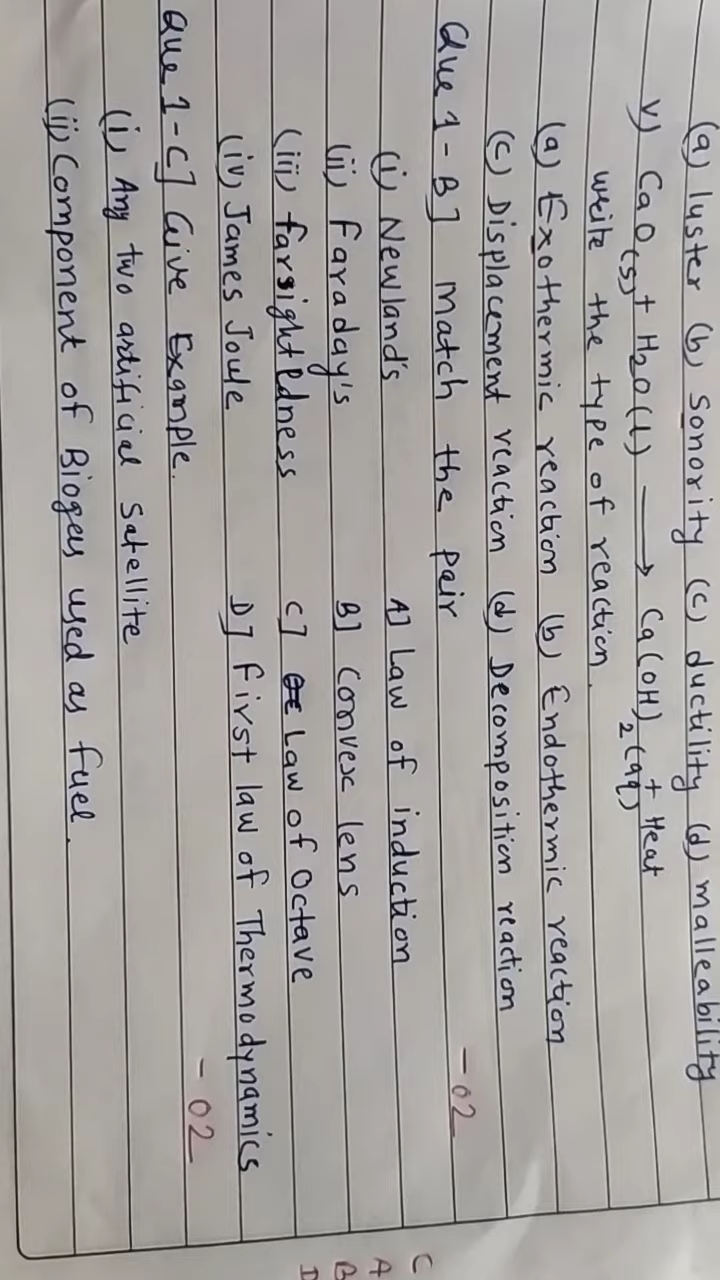 (a) luster (b) Sonority (c) ductility (d) malleability
v) CaO(s) + H2O(l) ⟶ Ca(OH)2(aq) + Heat
write the type of reaction.
(a) Exothermic reaction (b) Endothermic reaction
(c) Displacement reaction (d) Decomposition reaction
Que 1 - B] match the pair - 02
(i) Newland's A] Law of induction C
(ii) Faraday's B] Convex lens A
(iii) farsightedness C] Law of Octave B
(iv) James Joule D] First law of Thermodynamics D
Que 1 - C] Give Example. - 02
(i) Any two artificial Satellite
(ii) Component of Biogas used as fuel.